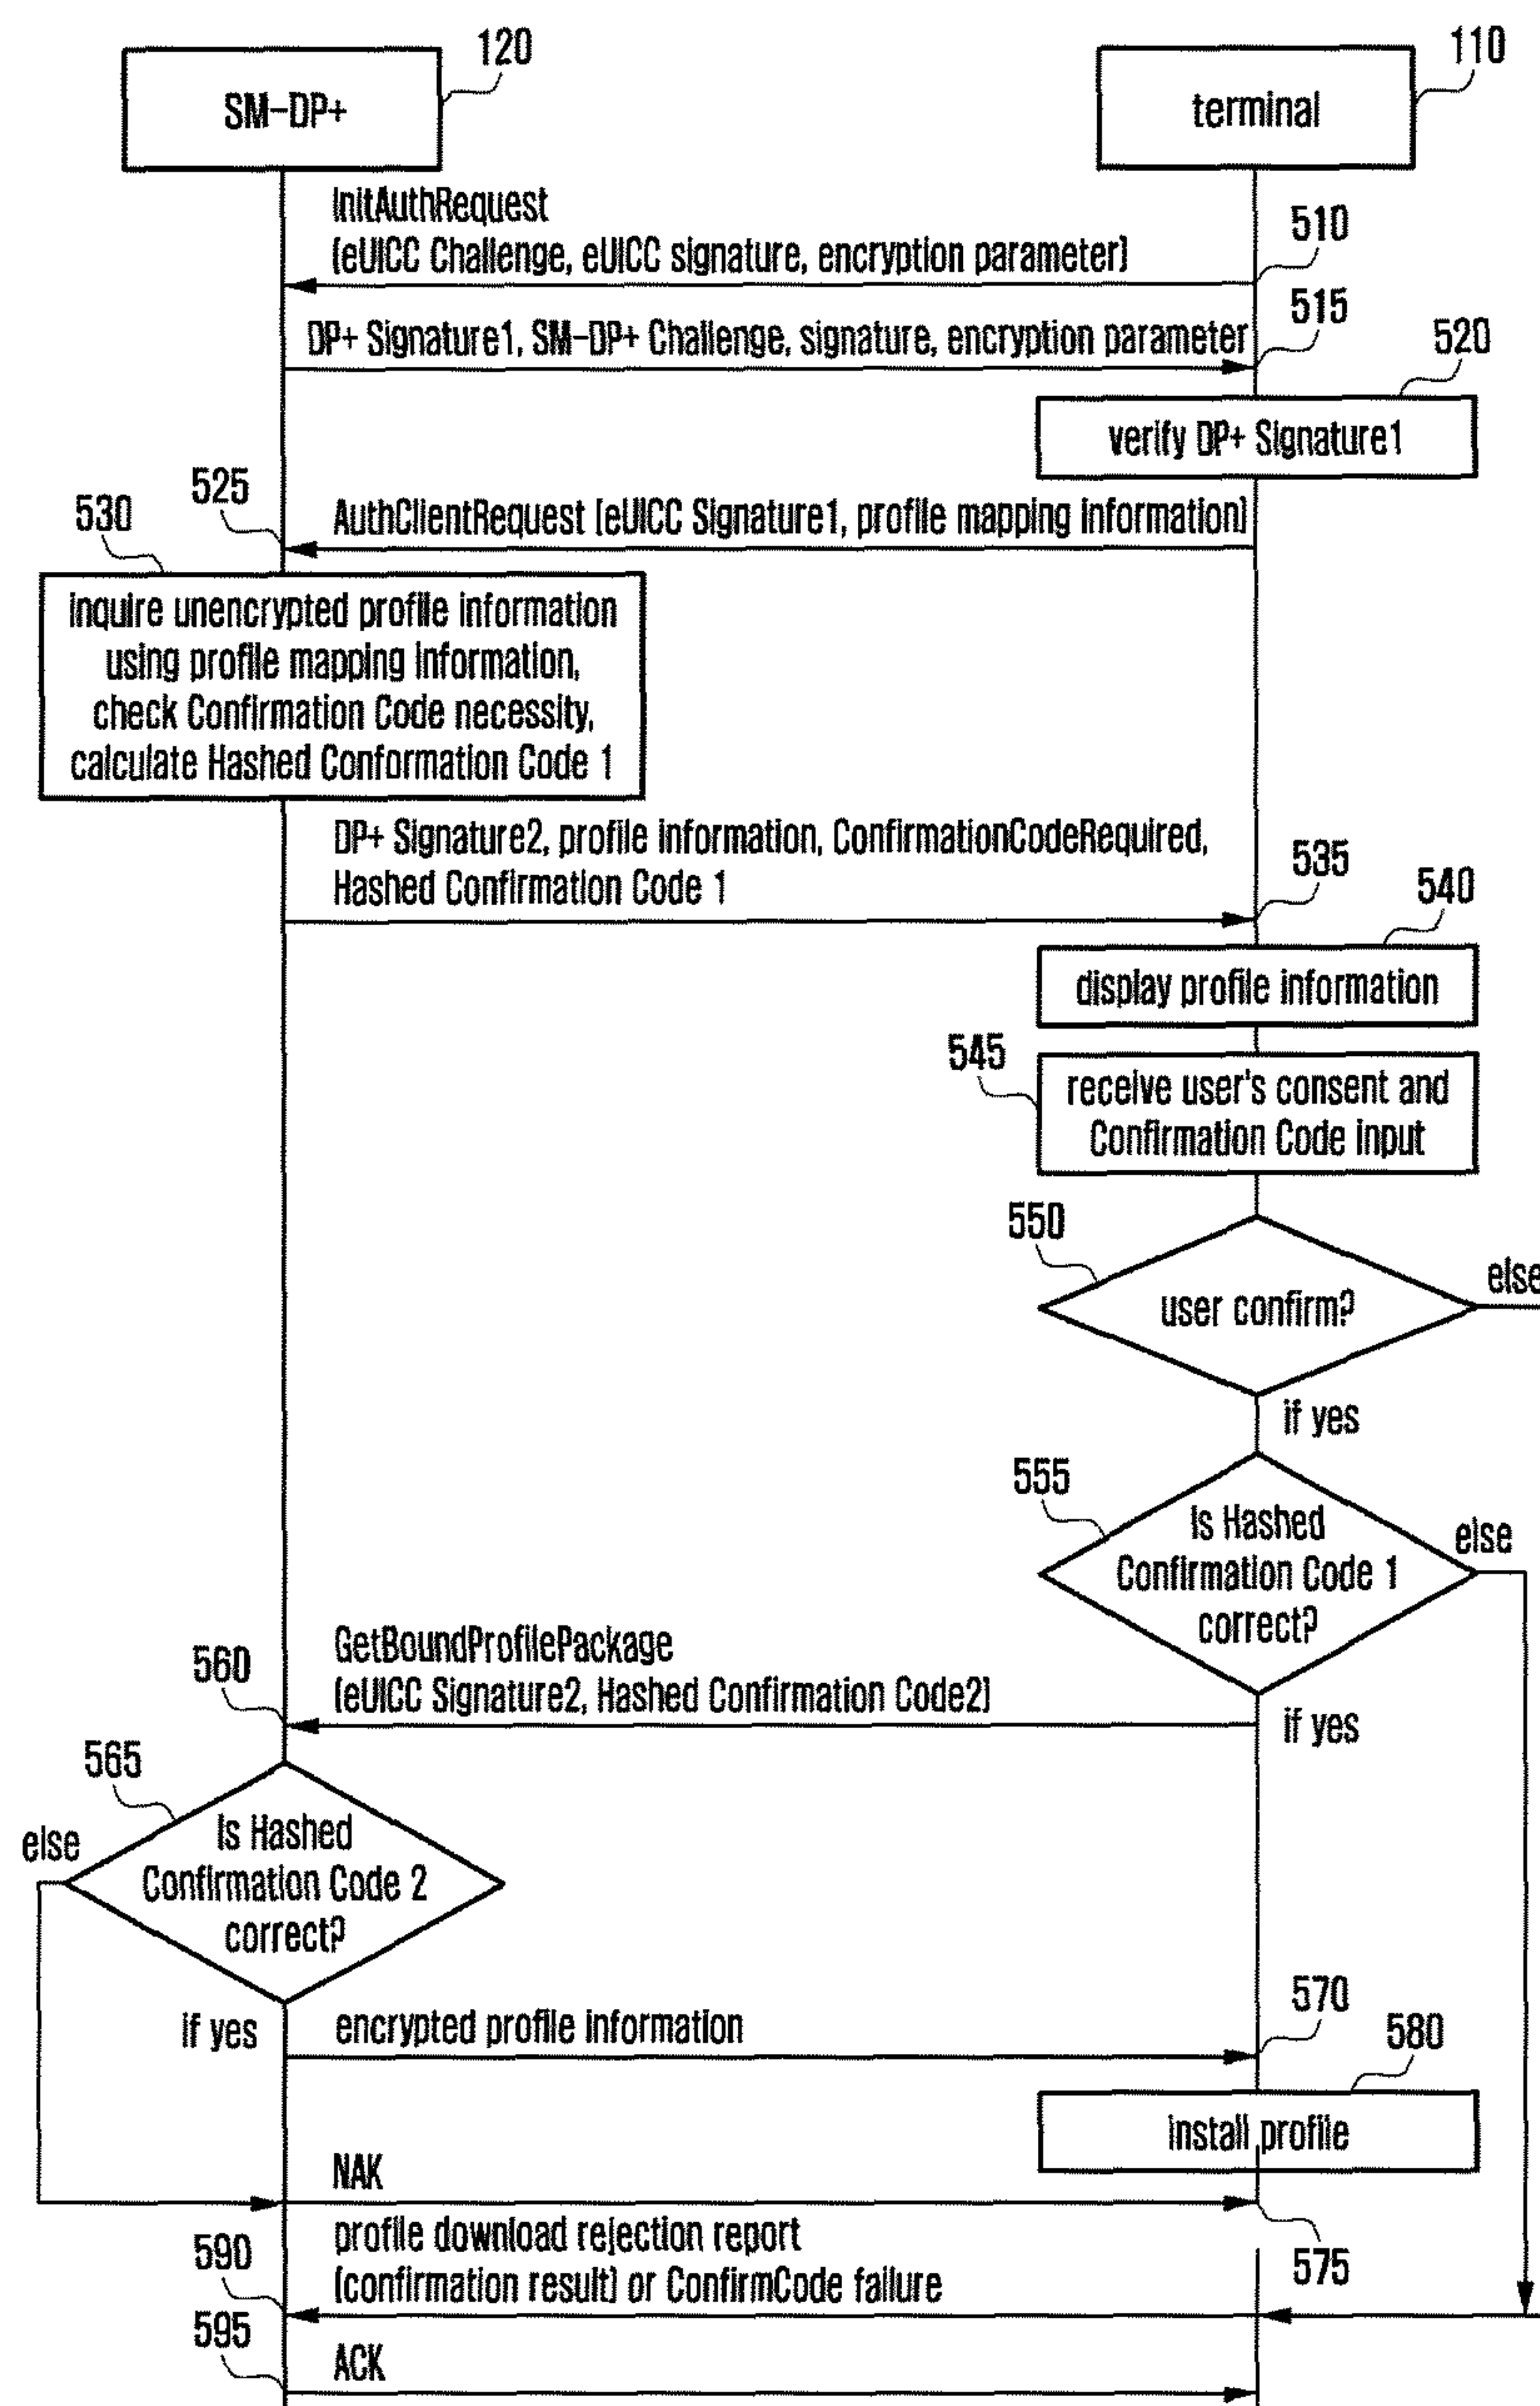 120
110
SM-DP+
terminal
InitAuthRequest
(eUICC Challenge, eUICC signature, encryption parameter)
510
515
DP+ Signature1, SM-DP+ Challenge, signature, encryption parameter
520
verify DP+ Signature1
525
530
AuthClientRequest (eUICC Signature1, profile mapping information)
inquire unencrypted profile information
using profile mapping information,
check Confirmation Code necessity,
calculate Hashed Conformation Code 1
DP+ Signature2, profile information, ConfirmationCodeRequired,
Hashed Confirmation Code 1
535
540
display profile information
545
receive user's consent and
Confirmation Code input
550
else
user confirm?
if yes
555
else
Is Hashed
Confirmation Code 1
correct?
GetBoundProfilePackage
(eUICC Signature2, Hashed Confirmation Code2)
560
if yes
565
else
Is Hashed
Confirmation Code 2
correct?
if yes
encrypted profile information
570
580
install profile
NAK
575
profile download rejection report
(confirmation result) or ConfirmCode failure
590
595
ACK